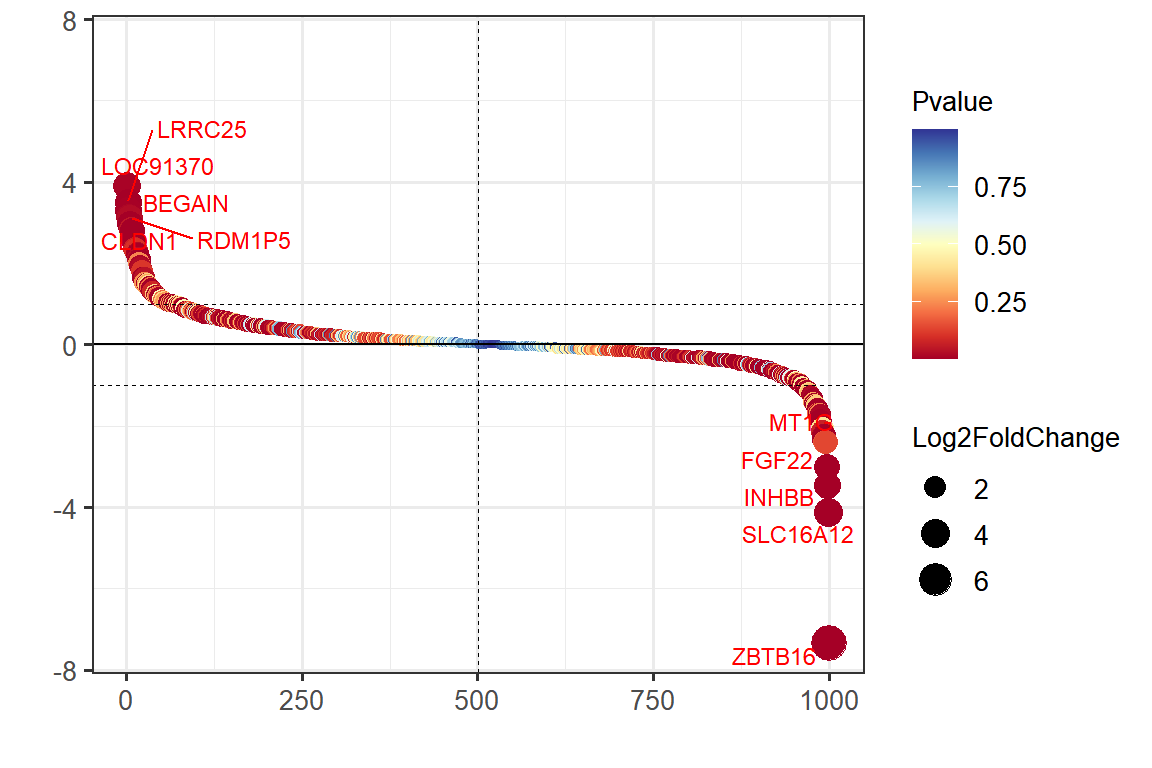 8
4
0
-4
-8
LRRC25
LOC91370
BEGAIN
RDM1P5
MT1
FGF22
INHBB
SLC16A12
ZBTB16
0
250
500
750
1000
Pvalue
0.75
0.50
0.25
Log2FoldChange
2
4
6